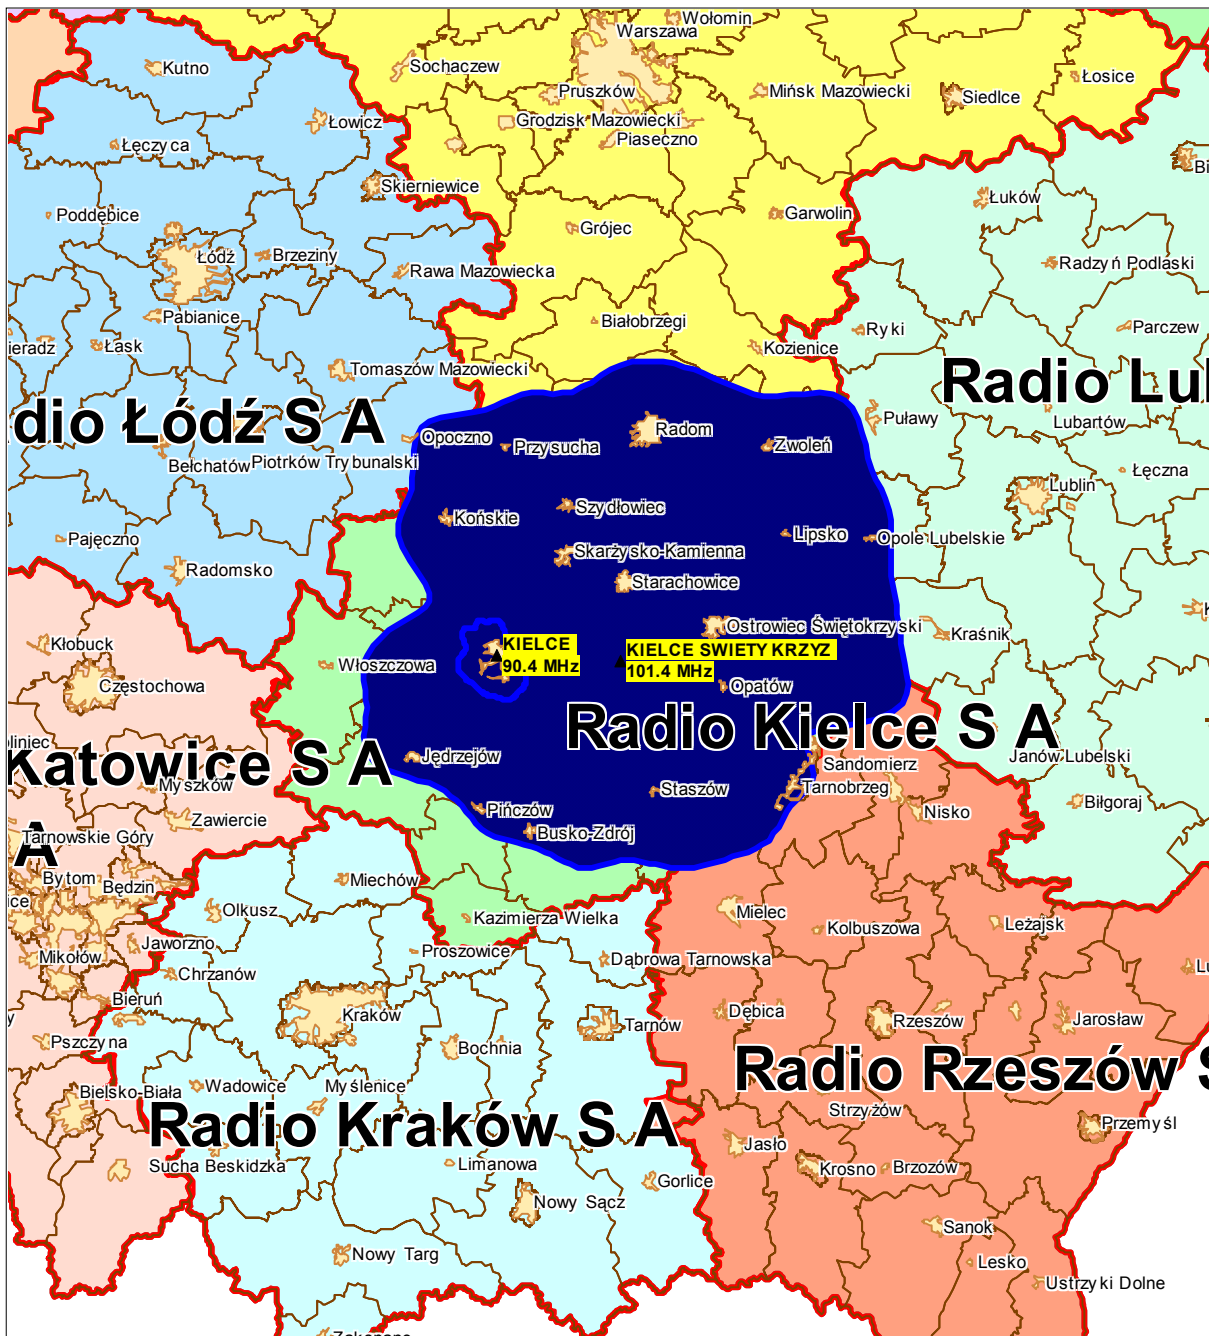 Wołomin
Warszawa
Kutno
Sochaczew
Łosice
Pruszków
Mińsk Mazowiecki
Siedlce
Łowicz
Grodzisk Mazowiecki
Piaseczno
Łęczyca
Bi
Skierniewice
Łuków
Poddębice
Garwolin
Grójec
Łódź
Brzeziny
Rawa Mazowiecka
Radzyń Podlaski
Pabianice
Białobrzegi
Ryki
Parczew
ieradz
Łask
Kozienice
Tomaszów Mazowiecki
Radio Lul
dio Łódź S A
Puławy
Lubartów
Opoczno
Radom
Przysucha
Zwoleń
Bełchatów
Piotrków Trybunalski
Łęczna
Lublin
Końskie
Szydłowiec
Pajęczno
Lipsko
Opole Lubelskie
Skarżysko-Kamienna
Radomsko
Starachowice
Kłobuck
KIELCE
90.4 MHz
Ostrowiec Świętokrzyski
Kraśnik
KIELCE SWIETY KRZYZ
101.4 MHz
Włoszczowa
Częstochowa
Opatów
Radio Kielce S A
oliniec
Katowice S A
Jędrzejów
Janów Lubelski
Sandomierz
Myszków
Staszów
Tarnobrzeg
Biłgoraj
Pińczów
Nisko
Zawiercie
Tarnowskie Góry
A
Busko-Zdrój
Bytom
Będzin
Miechów
ice
Olkusz
Kazimierza Wielka
Mielec
Kolbuszowa
Leżajsk
Jaworzno
Mikołów
Proszowice
Dąbrowa Tarnowska
Chrzanów
Bieruń
Kraków
Tarnów
Dębica
Rzeszów
Jarosław
y
Pszczyna
Bochnia
Radio Rzeszów S
Bielsko-Biała
Wadowice
Myślenice
Strzyżów
Radio Kraków S A
Przemyśl
Jasło
Sucha Beskidzka
Limanowa
Krosno
Brzozów
Gorlice
Nowy Sącz
Sanok
Nowy Targ
Lesko
Ustrzyki Dolne
Zakopane